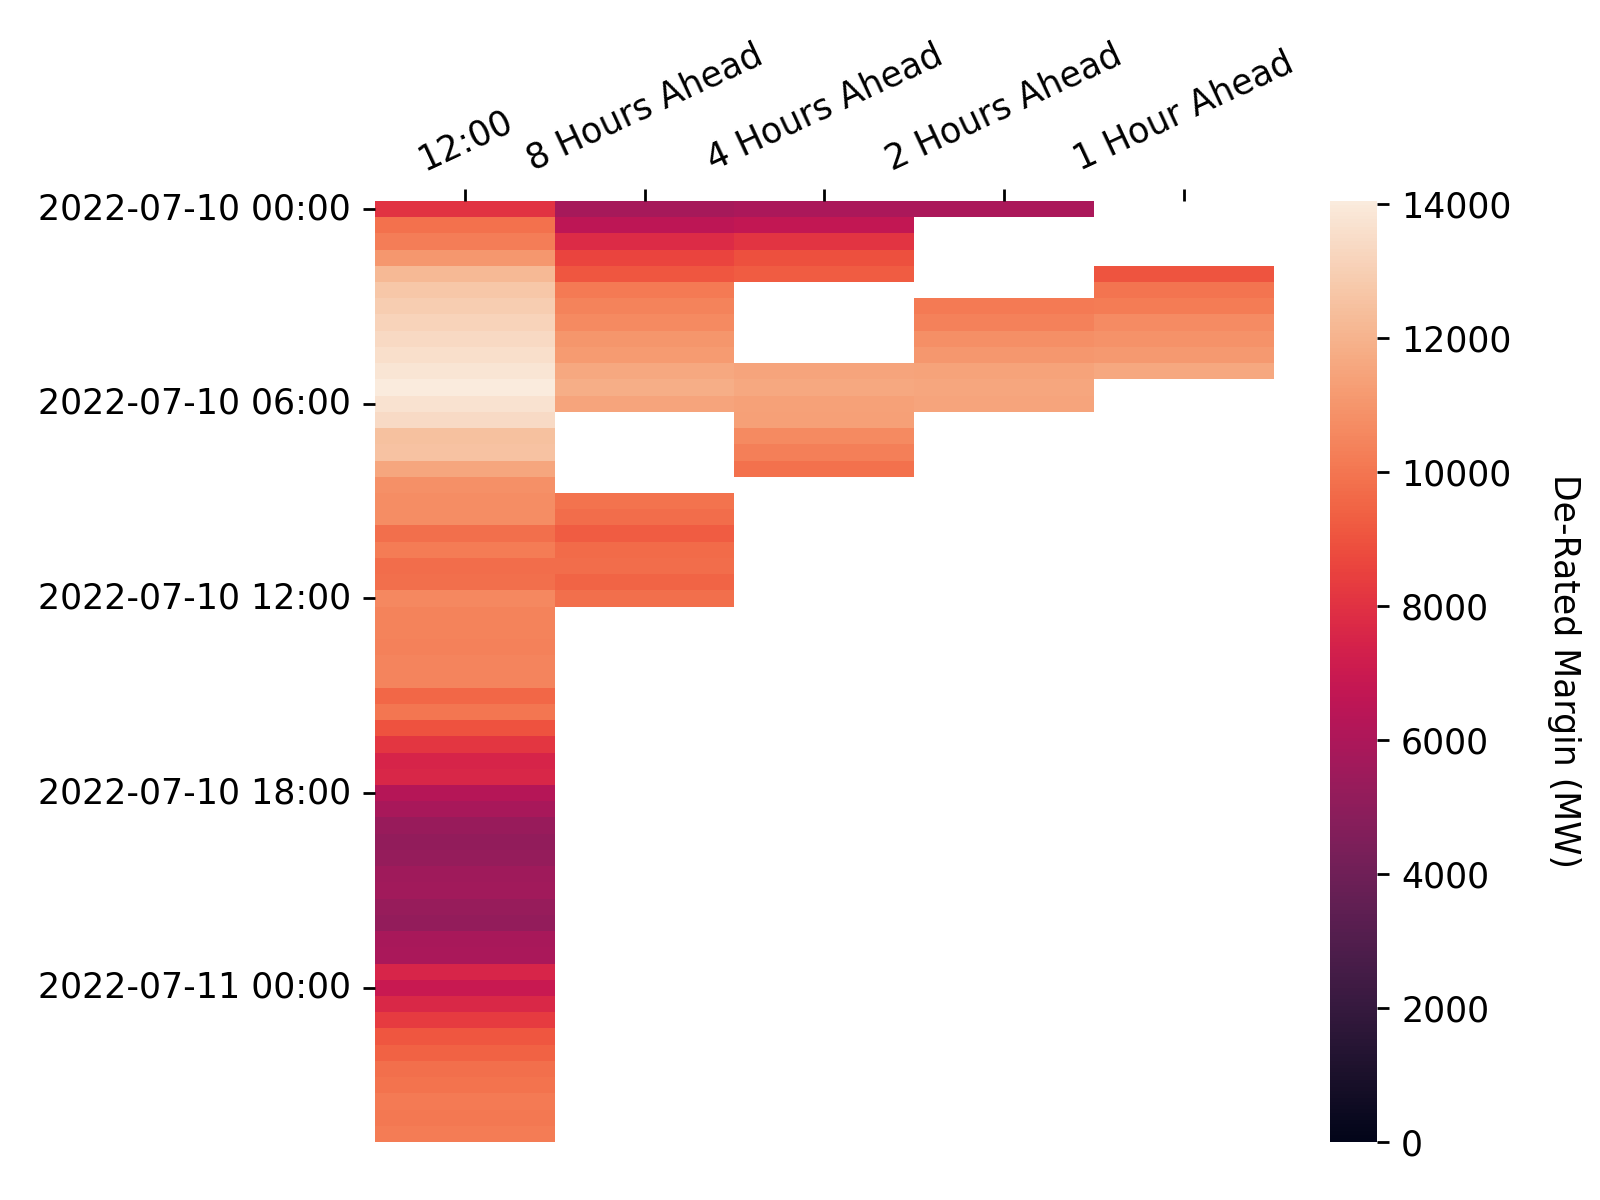 12:00
8 Hours Ahead
4 Hours Ahead
2 Hours Ahead
1 Hour Ahead
2022-07-10 00:00
2022-07-10 06:00
2022-07-10 12:00
2022-07-10 18:00
2022-07-11 00:00
14000
12000
10000
8000
6000
4000
2000
0
De-Rated Margin (MW)